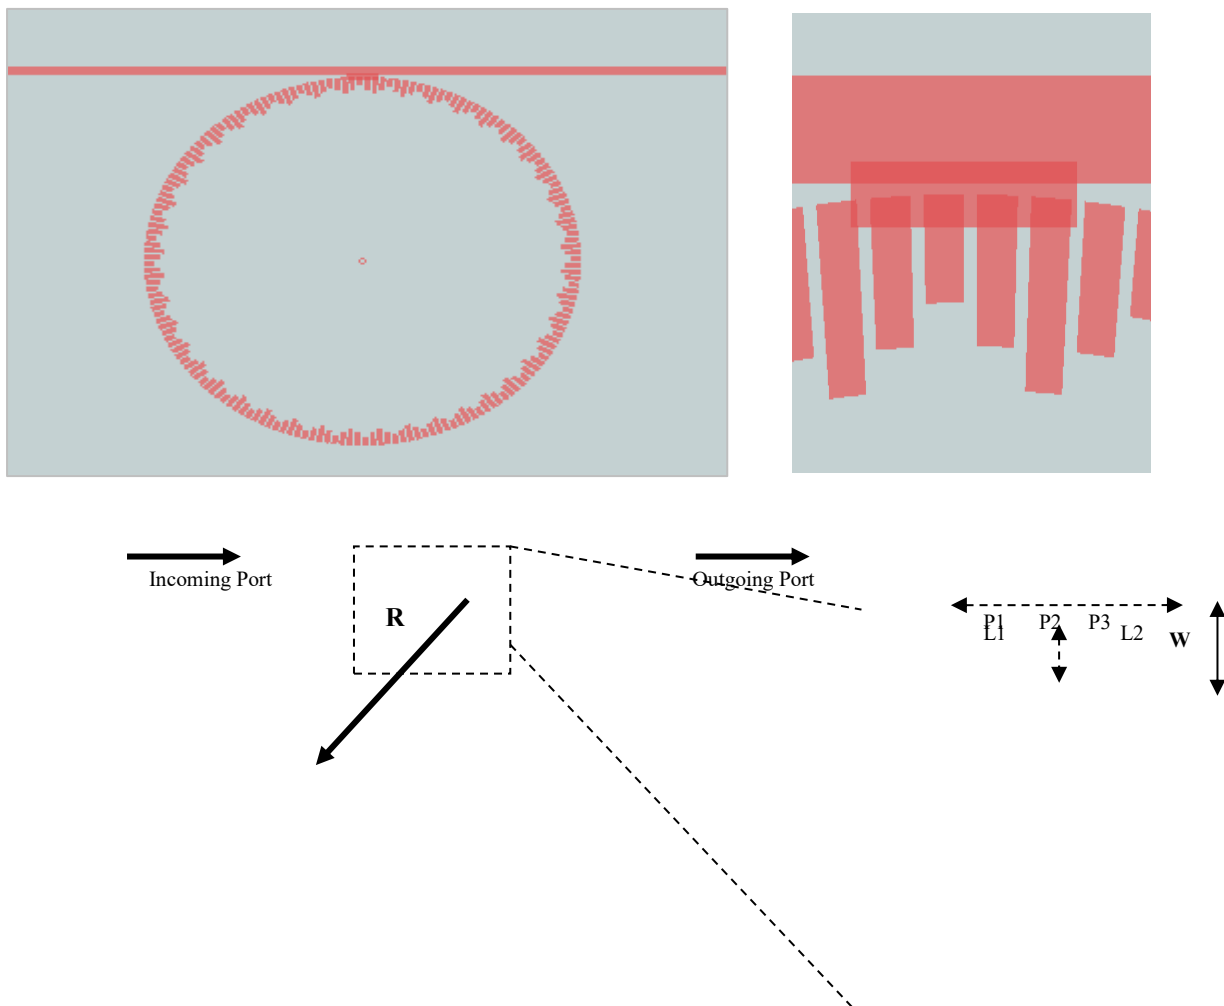 Incoming Port
Outgoing Port
R
P1 P2 P3
L1 L2 W